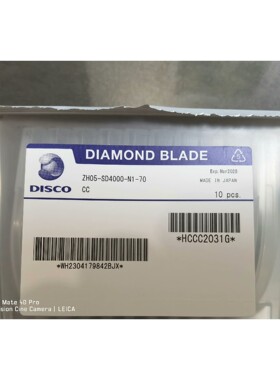 DIAMOND BLADE
DISCO
ZH05-SD4000-N1-70
CC
MADE IN JAPAN
10 pcs.
*HCCC2031G*
*WH2304179842BJX*
Mate 40 Pro
Cine Camera | LEICA